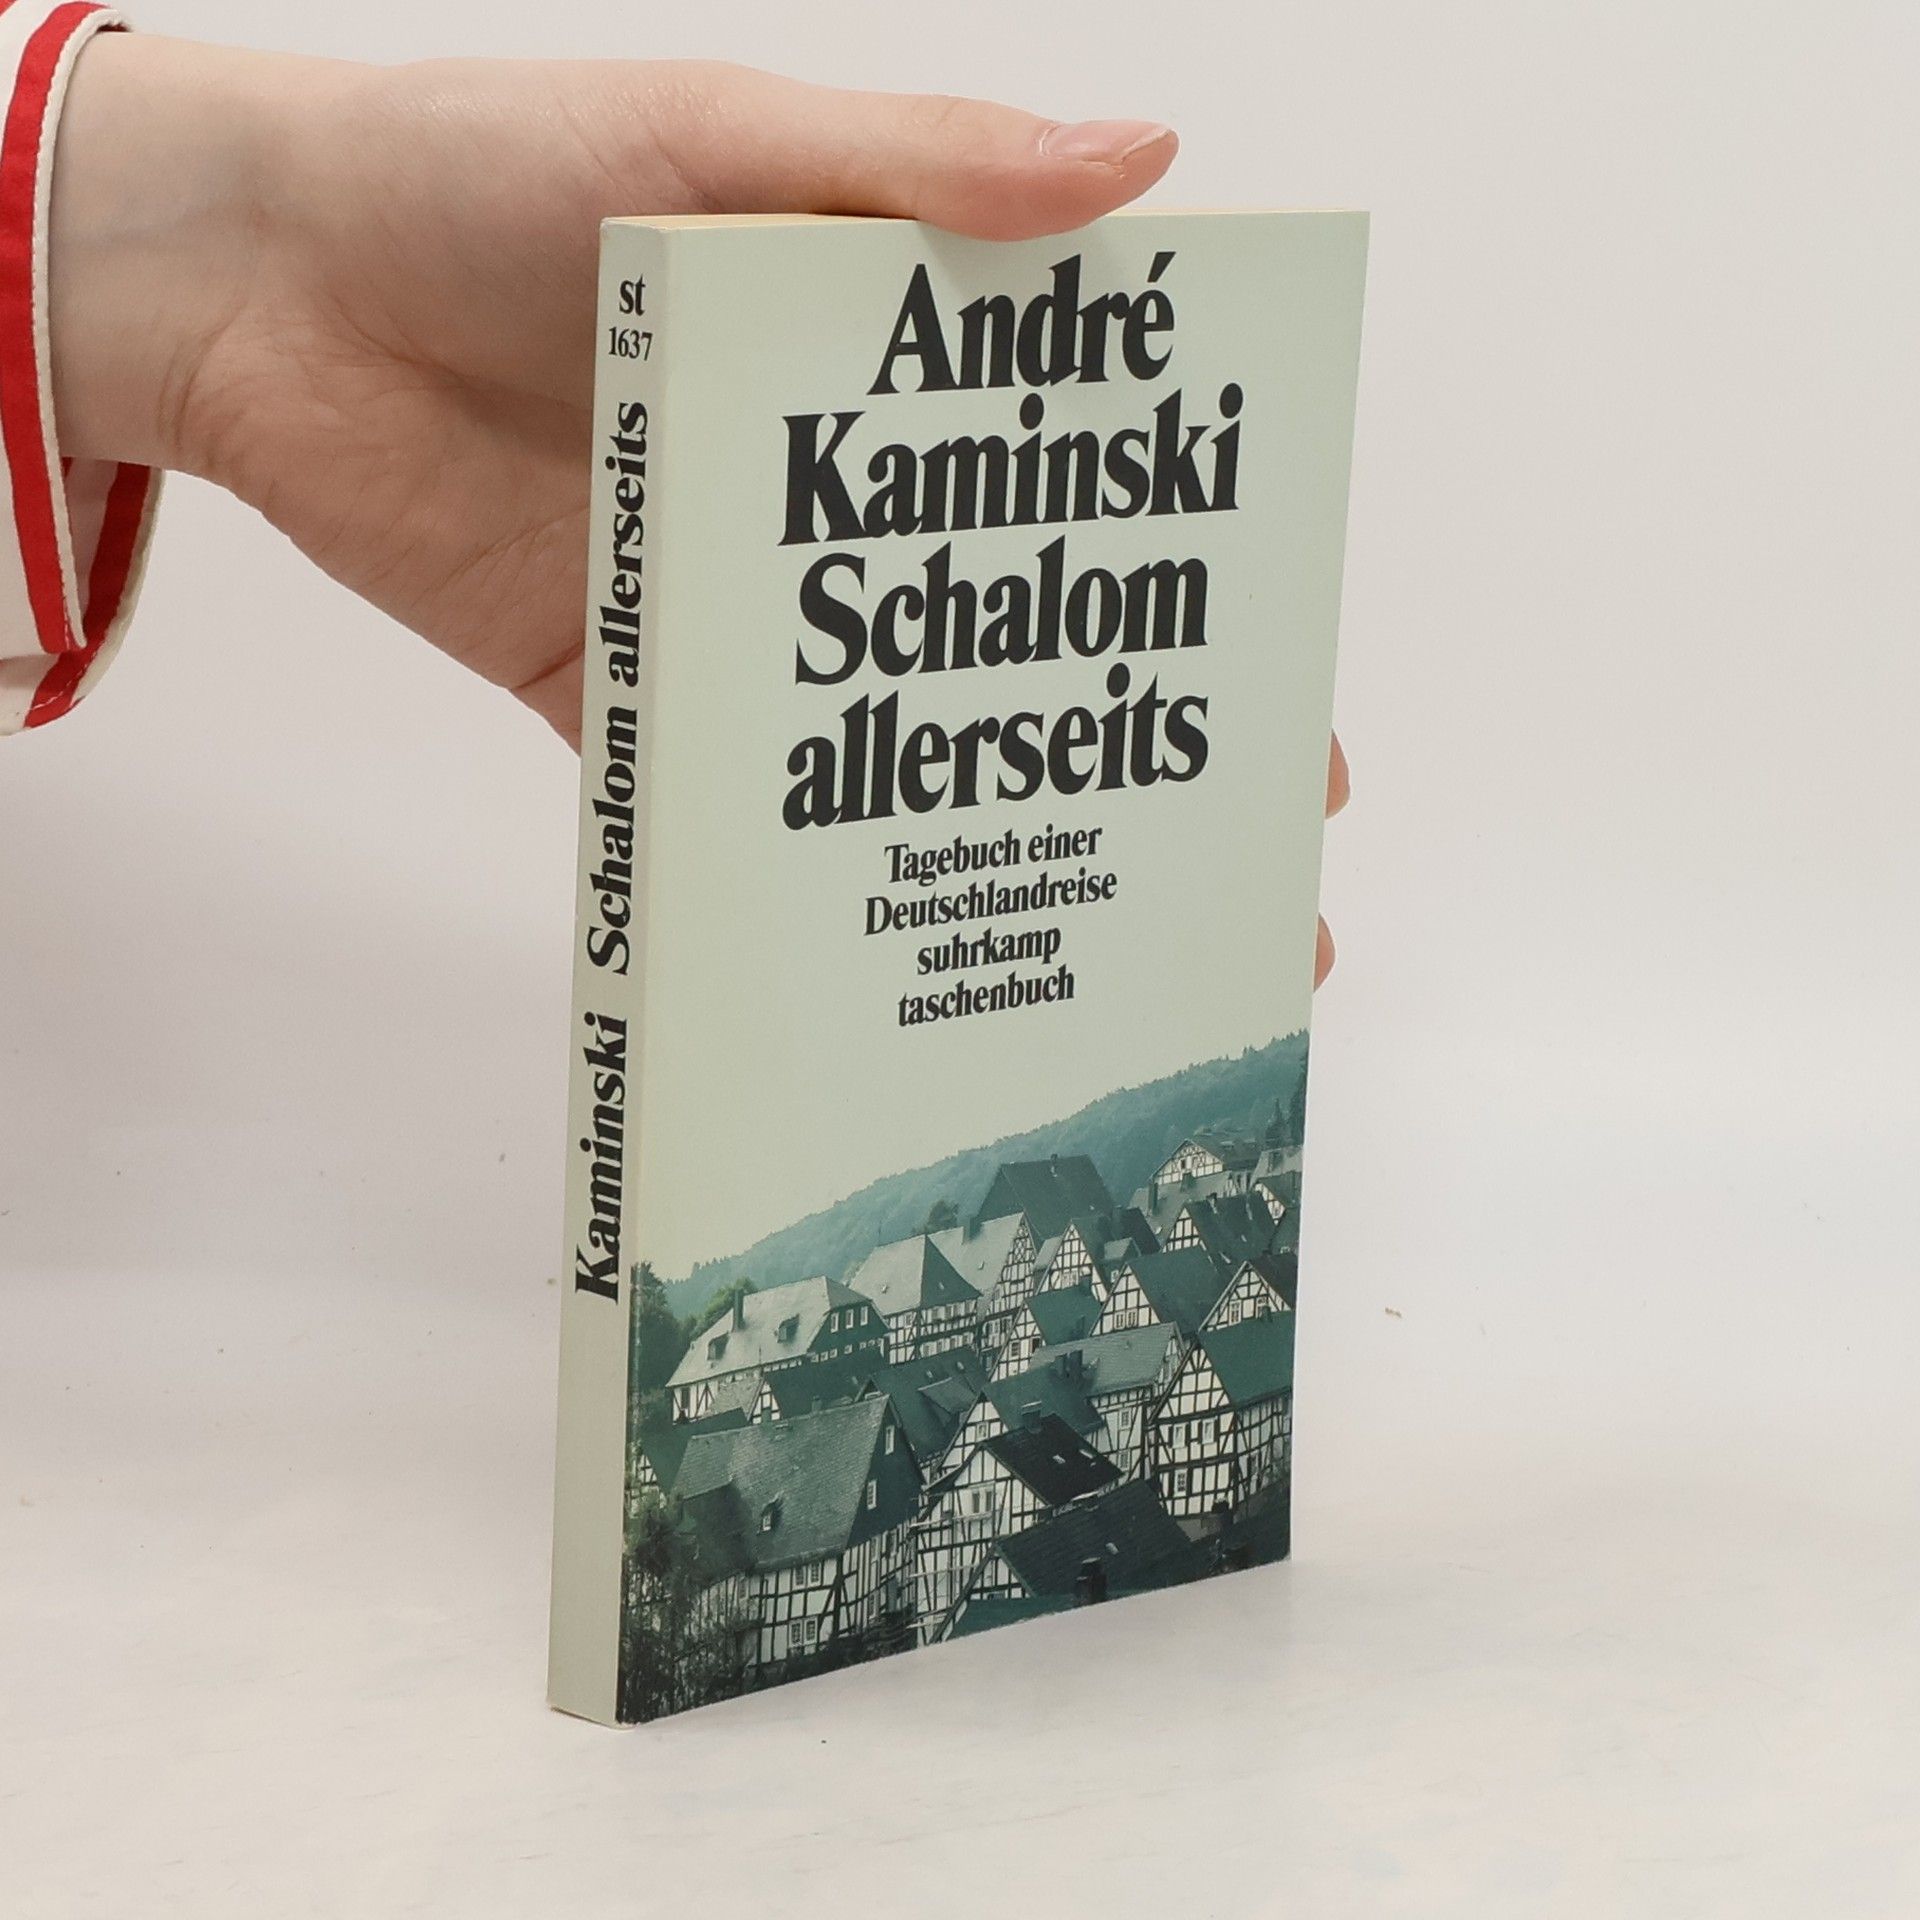 st
1637
Kaminski Schalom allerseits
André
Kaminski
Schalom
allerseits
Tagebuch einer
Deutschlandreise
suhrkamp
taschenbuch